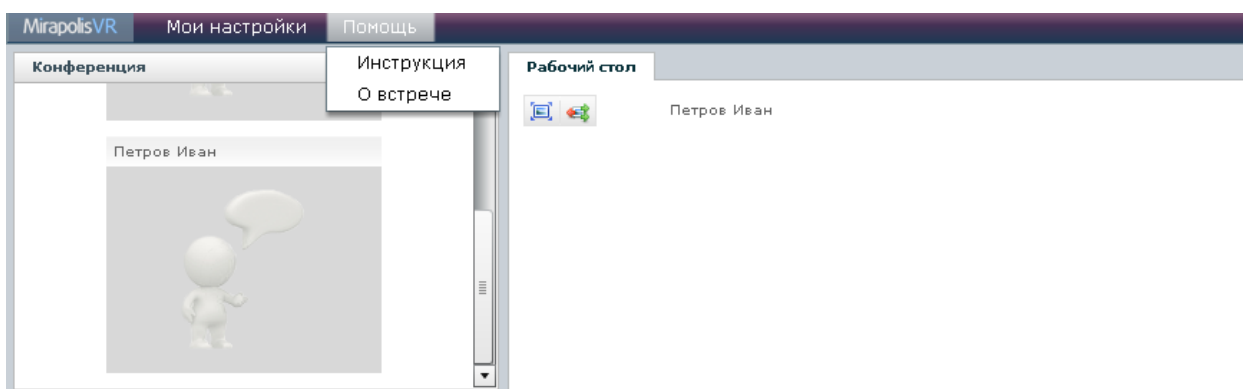 MirapolisVR Мои настройки Помощь
Инструкция
О встрече
Конференция
Петров Иван
Рабочий стол
Петров Иван